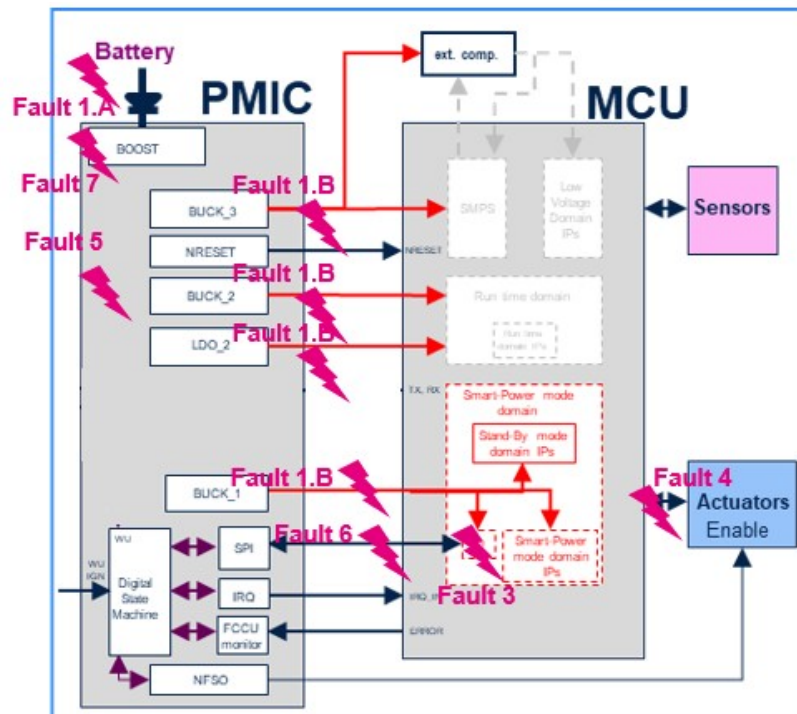 Battery
Fault 1.A
PMIC
BOOST
Fault 7
BUCK_3
Fault 1.B
NRESET
Fault 5
BUCK_2
Fault 1.B
LDO_2
Fault 1.B
BUCK_1
Fault 1.B
WU
WU
IGN
Digital
State
Machine
SPI
Fault 6
IRQ
FCCU
monitor
NFSO
ext. comp.
MCU
SMPS
Low
Voltage
Domain
IPs
NRESET
Run time domain
Run time
domain IPs
TX, RX
Smart-Power mode
domain
Stand-By mode
domain IPs
Smart-Power
mode domain
IPs
Fault 3
ERROR
Sensors
Fault 4
Actuators
Enable